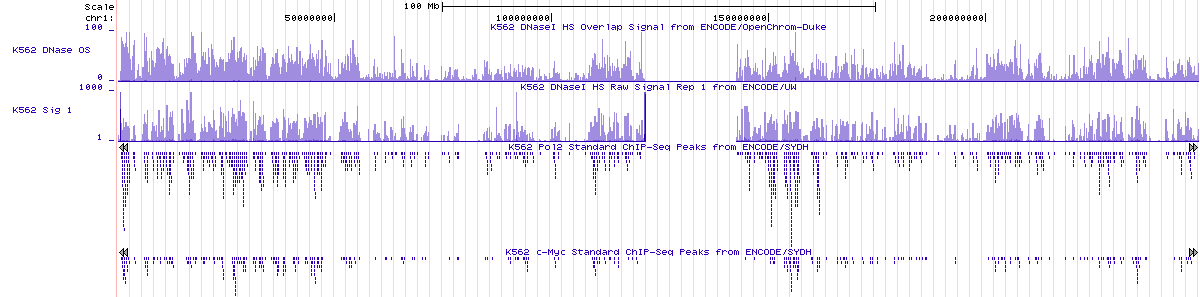 Scale 100 Mb
chr1: 50000000 100000000 150000000 200000000
K562 DNaseI HS Overlap Signal from ENCODE/OpenChrom-Duke
100
K562 DNase OS
0
K562 DNaseI HS Raw Signal Rep 1 from ENCODE/UW
1000
K562 Sig 1
1
K562 Pol2 Standard ChIP-Seq Peaks from ENCODE/SYDH
K562 c-Myc Standard ChIP-Seq Peaks from ENCODE/SYDH